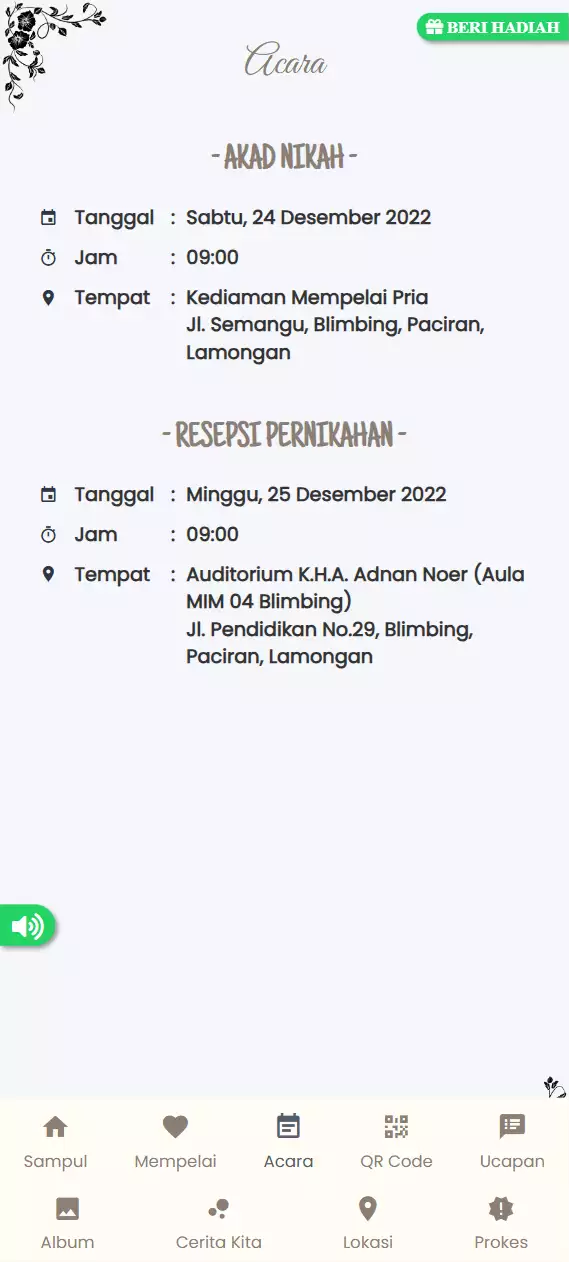 BERI HADIAH
Acara
- AKAD NIKAH -
Tanggal : Sabtu, 24 Desember 2022
Jam : 09:00
Tempat : Kediaman Mempelai Pria
Jl. Semangu, Blimbing, Paciran,
Lamongan
- RESEPSI PERNIKAHAN -
Tanggal : Minggu, 25 Desember 2022
Jam : 09:00
Tempat : Auditorium K.H.A. Adnan Noer (Aula
MIM 04 Blimbing)
Jl. Pendidikan No.29, Blimbing,
Paciran, Lamongan
Sampul Mempelai Acara QR Code Ucapan
Album Cerita Kita Lokasi Prokes